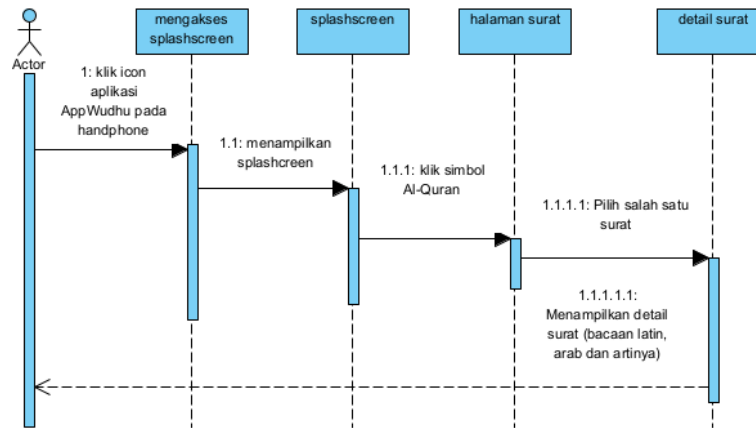 mengakses
splashscreen
splashscreen
halaman surat
detail surat
Actor
1: klik icon
aplikasi
AppWudhu pada
handphone
1.1: menampilkan
splashcreen
1.1.1: klik simbol
Al-Quran
1.1.1.1: Pilih salah satu
surat
1.1.1.1.1:
Menampilkan detail
surat (bacaan latin,
arab dan artinya)